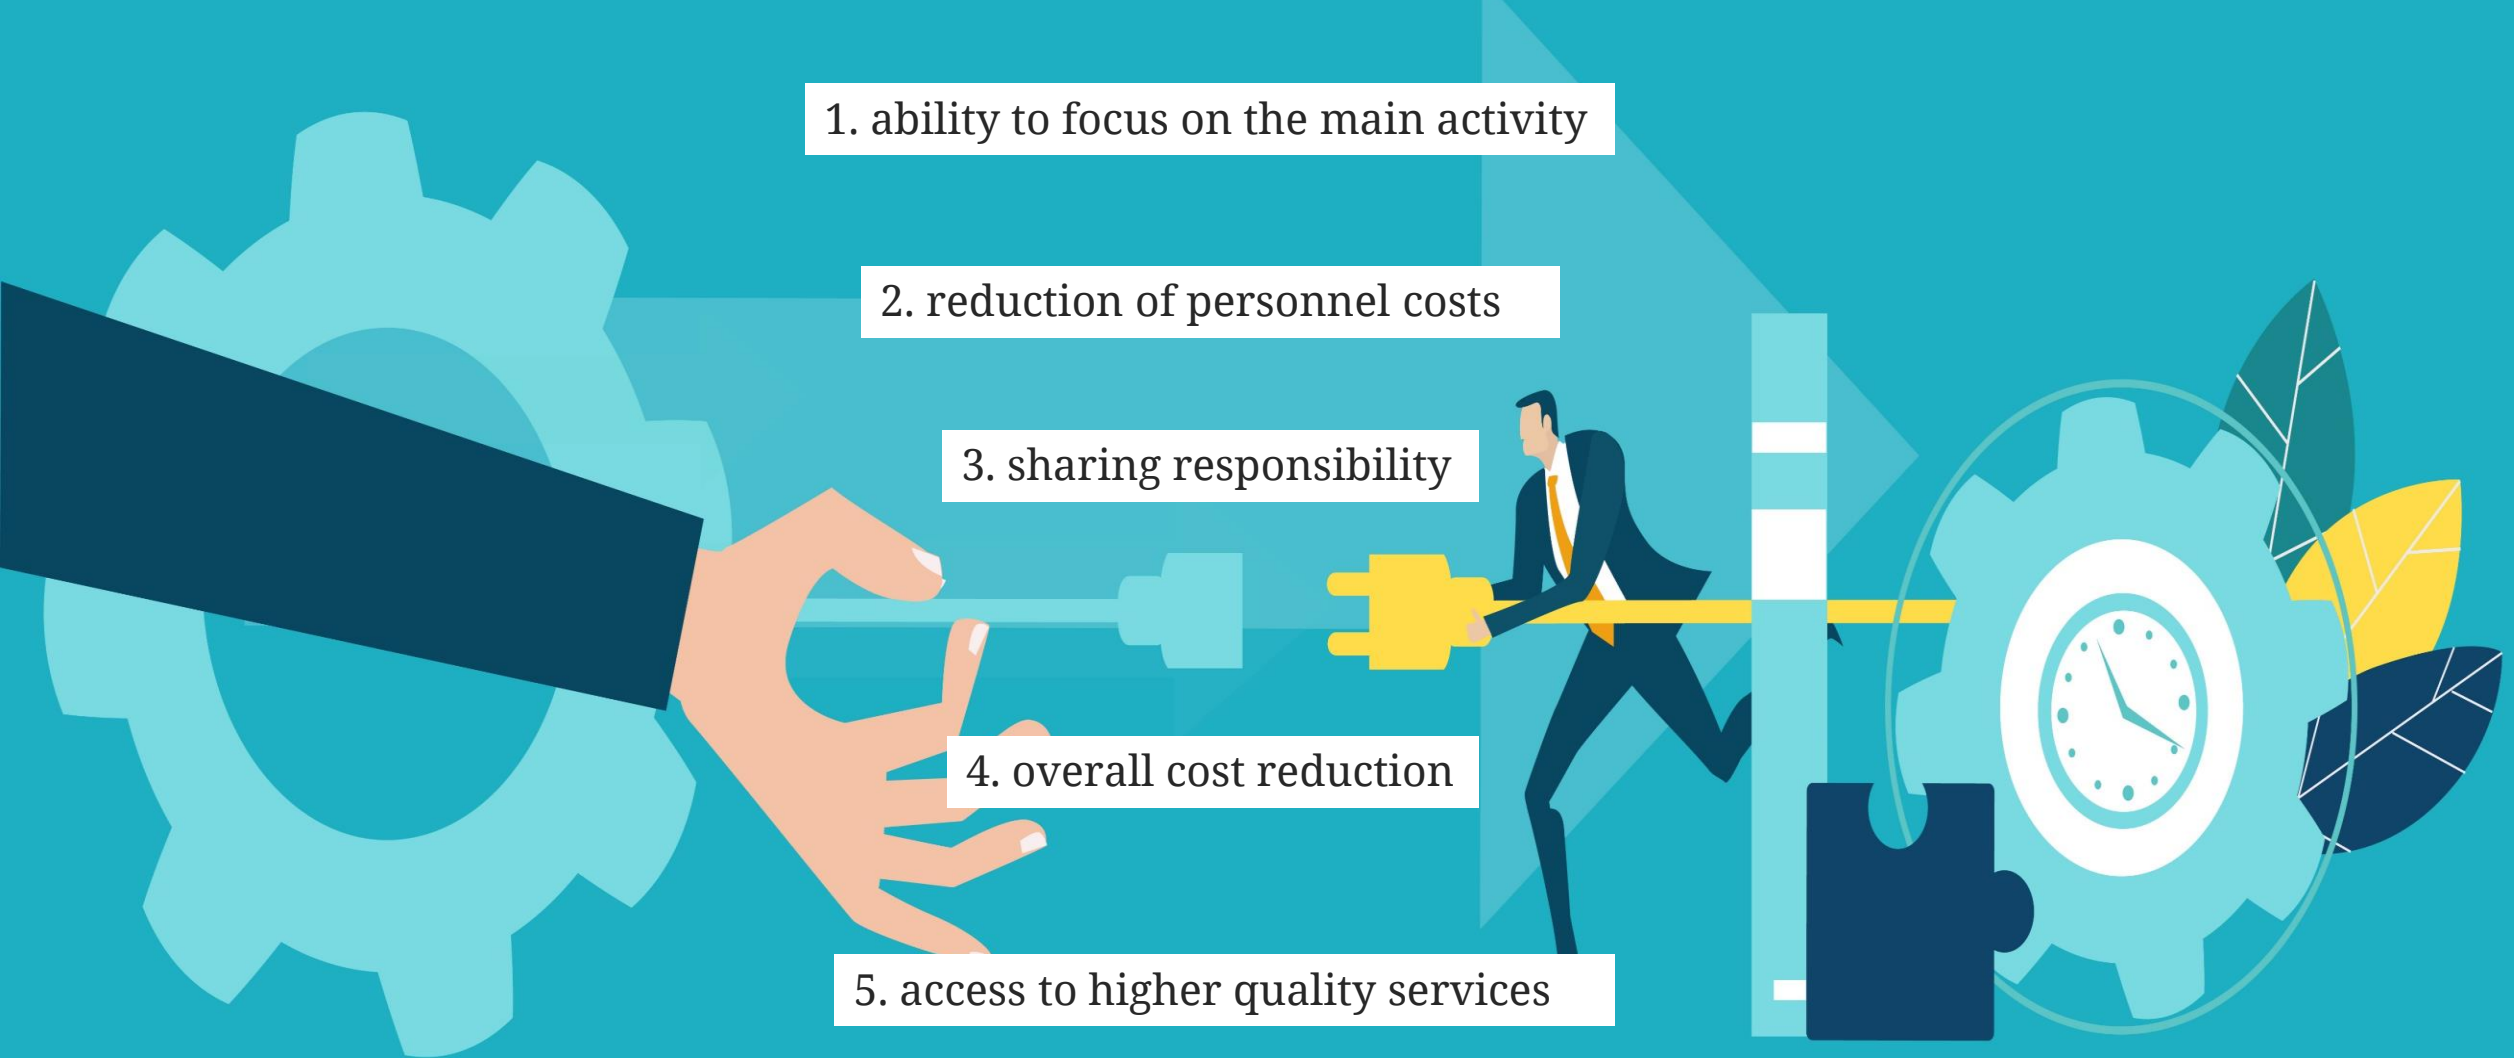 1. ability to focus on the main activity
2. reduction of personnel costs
3. sharing responsibility
4. overall cost reduction
5. access to higher quality services